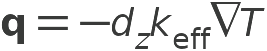 𝐪 = −d_z k_eff ∇T